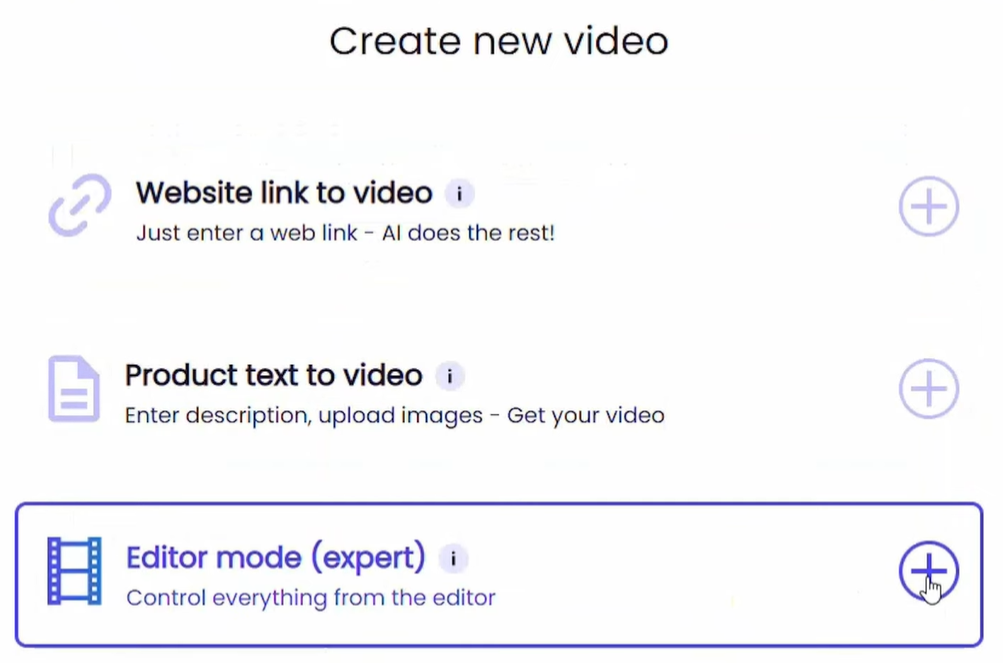 Create new video
Website link to video i
Just enter a web link - AI does the rest!
Product text to video i
Enter description, upload images - Get your video
Editor mode (expert) i
Control everything from the editor